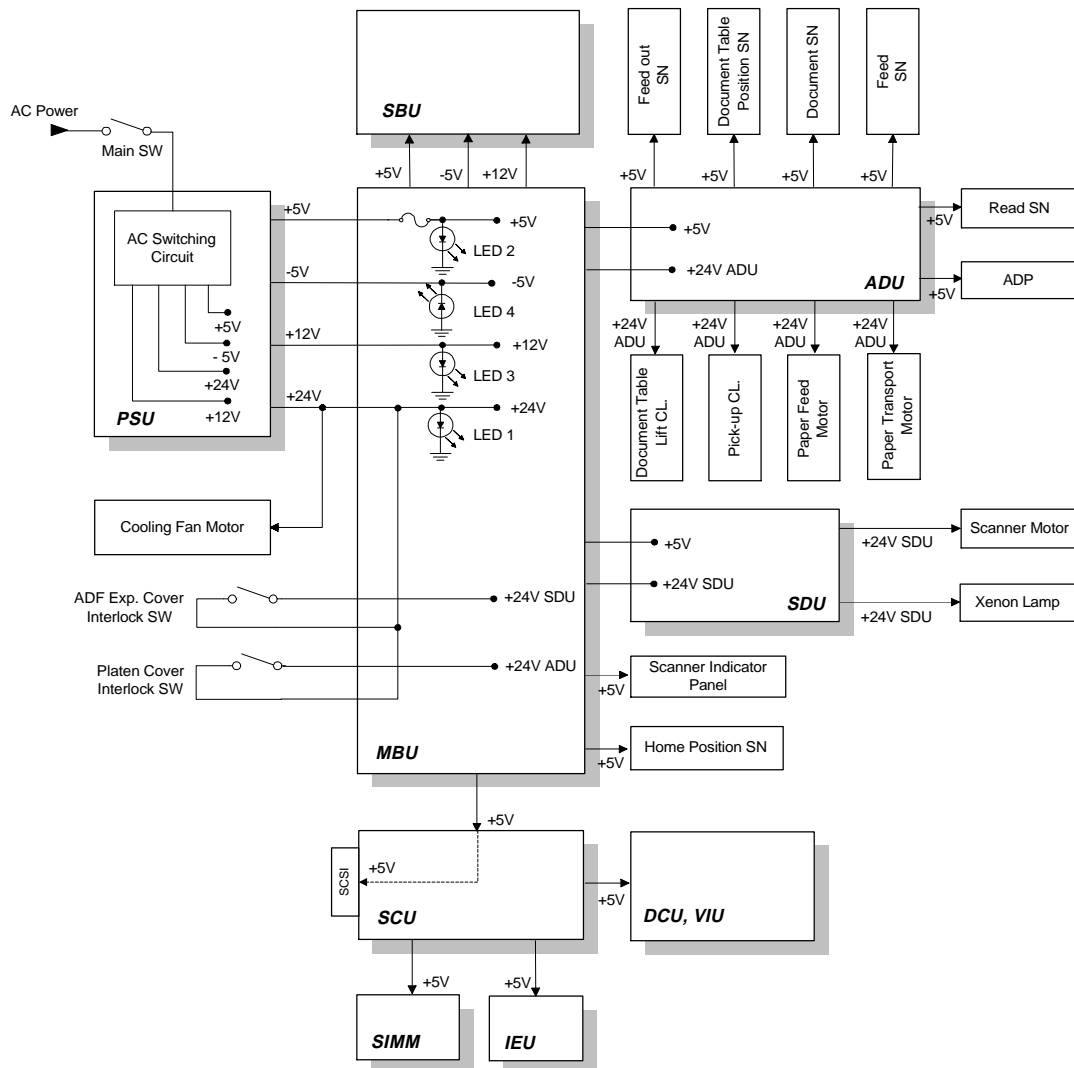 Feed out
SN
Document Table
Position SN
Document SN
Feed
SN
SBU
AC Power
Main SW
+5V
-5V
+12V
+5V
+5V
+5V
+5V
+5V
+5V
+5V
Read SN
AC Switching
Circuit
LED 2
+5V
+24V ADU
-5V
-5V
ADU
+5V
ADP
LED 4
+5V
- 5V
+24V
+12V
PSU
+12V
+12V
LED 3
+24V
ADU
+24V
ADU
+24V
ADU
+24V
ADU
+24V
+24V
LED 1
Document Table
Lift CL.
Pick-up CL.
Paper Feed
Motor
Paper Transport
Motor
Cooling Fan Motor
+5V
+24V SDU
Scanner Motor
+24V SDU
SDU
+24V SDU
Xenon Lamp
ADF Exp. Cover
Interlock SW
+24V SDU
Platen Cover
Interlock SW
+24V ADU
+5V
Scanner Indicator
Panel
MBU
+5V
Home Position SN
+5V
SCSI
+5V
SCU
+5V
DCU, VIU
+5V
+5V
SIMM
IEU